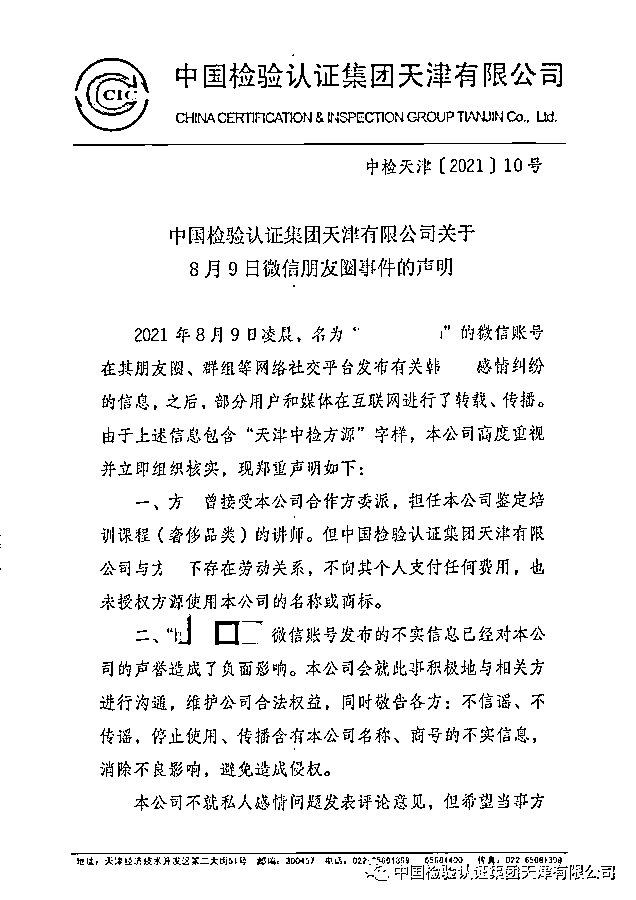 CCIC
中国检验认证集团天津有限公司
CHINA CERTIFICATION & INSPECTION GROUP TIANJIN Co., Ltd.
中检天津〔2021〕10号
中国检验认证集团天津有限公司关于
8月9日微信朋友圈事件的声明
2021年8月9日凌晨，名为“ ”的微信账号
在其朋友圈、群组等网络社交平台发布有关韩 感情纠纷
的信息，之后，部分用户和媒体在互联网进行了转载、传播。
由于上述信息包含“天津中检方源”字样，本公司高度重视
并立即组织核实，现郑重声明如下：
一、方 曾接受本公司合作方委派，担任本公司鉴定培
训课程（奢侈品类）的讲师。但中国检验认证集团天津有限
公司与方 不存在劳动关系，不向其个人支付任何费用，也
未授权方源使用本公司的名称或商标。
二、“ 微信账号发布的不实信息已经对本公
司的声誉造成了负面影响。本公司会就此事积极地与相关方
进行沟通，维护公司合法权益，同时敬告各方：不信谣、不
传谣，停止使用、传播含有本公司名称、商号的不实信息，
消除不良影响，避免造成侵权。
本公司不就私人感情问题发表评论意见，但希望当事方
地址：天津经济技术开发区第二大街51号 邮编：300457 电话：022- 传真：022
中国检验认证集团天津有限公司